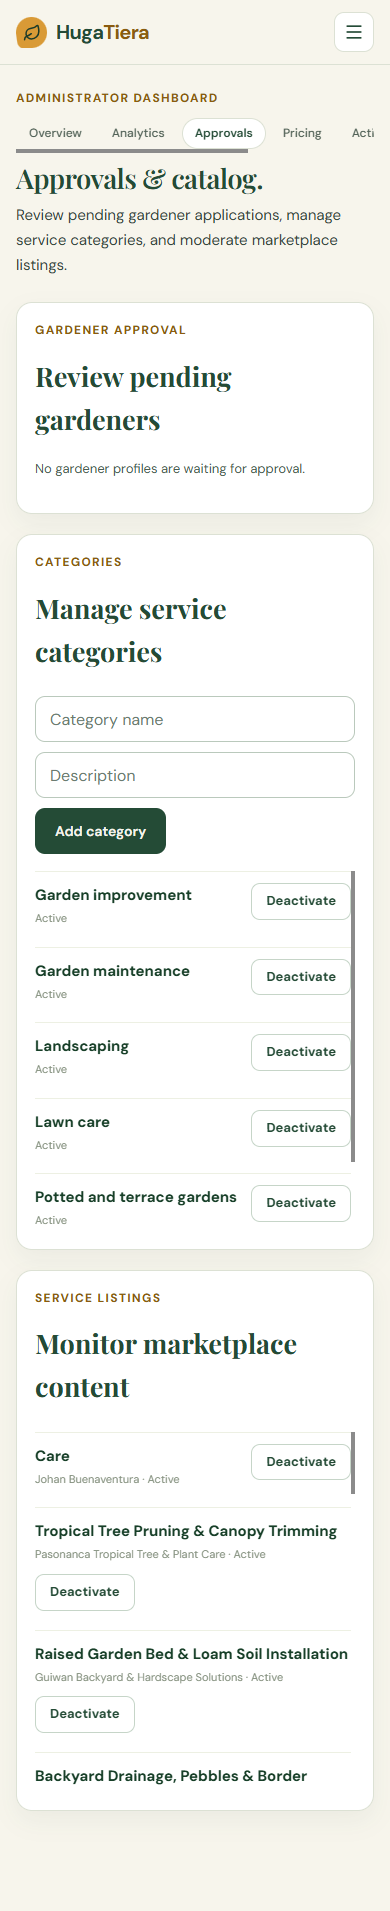 HugaTiera
ADMINISTRATOR DASHBOARD
Overview Analytics Approvals Pricing Acti
Approvals & catalog.
Review pending gardener applications, manage
service categories, and moderate marketplace
listings.
GARDENER APPROVAL
Review pending
gardeners
No gardener profiles are waiting for approval.
CATEGORIES
Manage service
categories
Category name
Description
Add category
Garden improvement
Active
Deactivate
Garden maintenance
Active
Deactivate
Landscaping
Active
Deactivate
Lawn care
Active
Deactivate
Potted and terrace gardens
Active
Deactivate
SERVICE LISTINGS
Monitor marketplace
content
Care
Johan Buenaventura · Active
Deactivate
Tropical Tree Pruning & Canopy Trimming
Pasonanca Tropical Tree & Plant Care · Active
Deactivate
Raised Garden Bed & Loam Soil Installation
Guiwan Backyard & Hardscape Solutions · Active
Deactivate
Backyard Drainage, Pebbles & Border